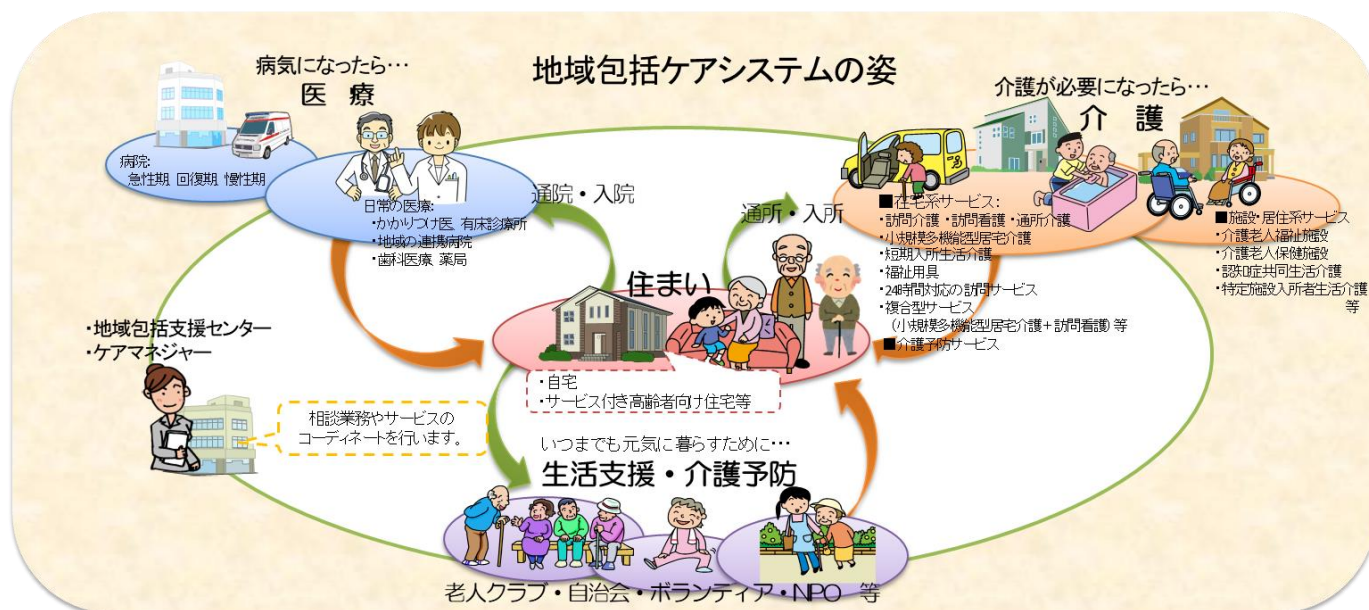 地域包括ケアシステムの姿
病気になったら…
医 療
病院:
急性期 回復期 慢性期
日常の医療:
・かかりつけ医 有床診療所
・地域の連携病院
・歯科医療 薬局
通院・入院
通所・入所
介護が必要になったら…
介 護
■在宅系サービス:
・訪問介護 ・訪問看護 ・通所介護
・小規模多機能型居宅介護
・短期入所生活介護
・福祉用具
・24時間対応の訪問サービス
・複合型サービス
(小規模多機能型居宅介護+訪問看護) 等
■介護予防サービス
■施設・居住系サービス
・介護老人福祉施設
・介護老人保健施設
・認知症共同生活介護
・特定施設入所者生活介護
等
住まい
・自宅
・サービス付き高齢者向け住宅等
・地域包括支援センター
・ケアマネジャー
相談業務やサービスの
コーディネートを行います。
いつまでも元気に暮らすために…
生活支援・介護予防
老人クラブ・自治会・ボランティア・NPO 等